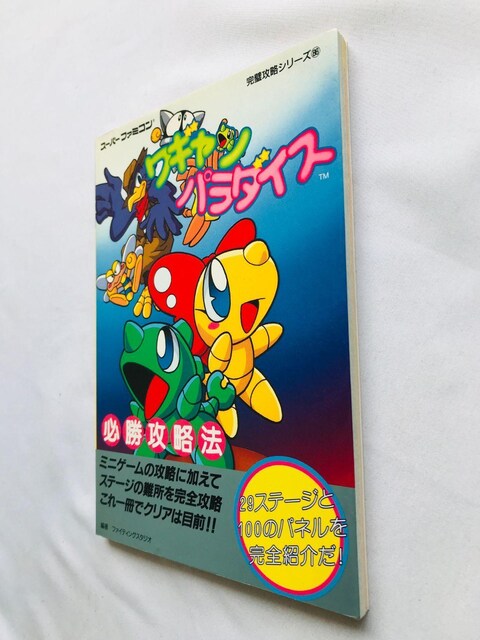 スーパーファミコン
完璧攻略シリーズ
ワギャン
パラダイス™
必勝攻略法
ミニゲームの攻略に加えて
ステージの難所を完全攻略
これ一冊でクリアは目前!!
編著 ファイティングスタジオ
29ステージと
100のパネルを
完全紹介だ!